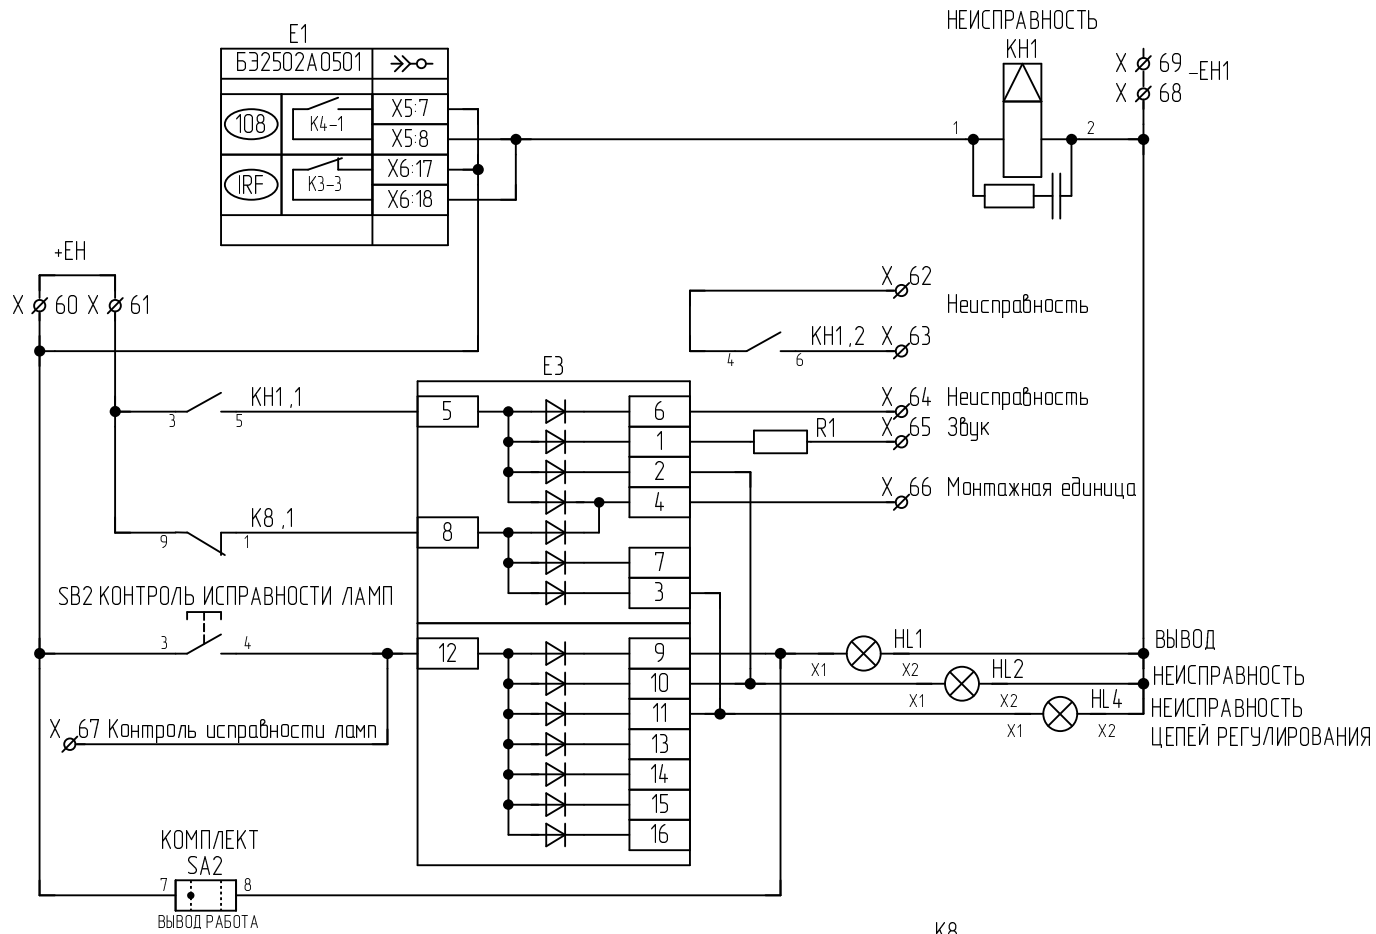 НЕИСПРАВНОСТЬ
E1
KH1
БЭ2502А0501
X 69
-EH1
X 68
108
K4-1
X5:7
X5:8
1
2
IRF
K3-3
X6:17
X6:18
+EH
X 60
X 61
X 62
Неисправность
KH1,2
X 63
4
6
E3
KH1,1
3
5
5
6
X 64
Неисправность
1
R1
X 65
Звук
2
4
X 66
Монтажная единица
K8,1
9
1
8
7
3
SB2 КОНТРОЛЬ ИСПРАВНОСТИ ЛАМП
3
4
12
9
HL1
X1
X2
ВЫВОД
10
HL2
X1
X2
НЕИСПРАВНОСТЬ
11
HL4
X1
X2
НЕИСПРАВНОСТЬ
ЦЕПЕЙ РЕГУЛИРОВАНИЯ
X 67 Контроль исправности ламп
13
14
15
16
КОМПЛЕКТ
SA2
7
8
ВЫВОД РАБОТА
K8